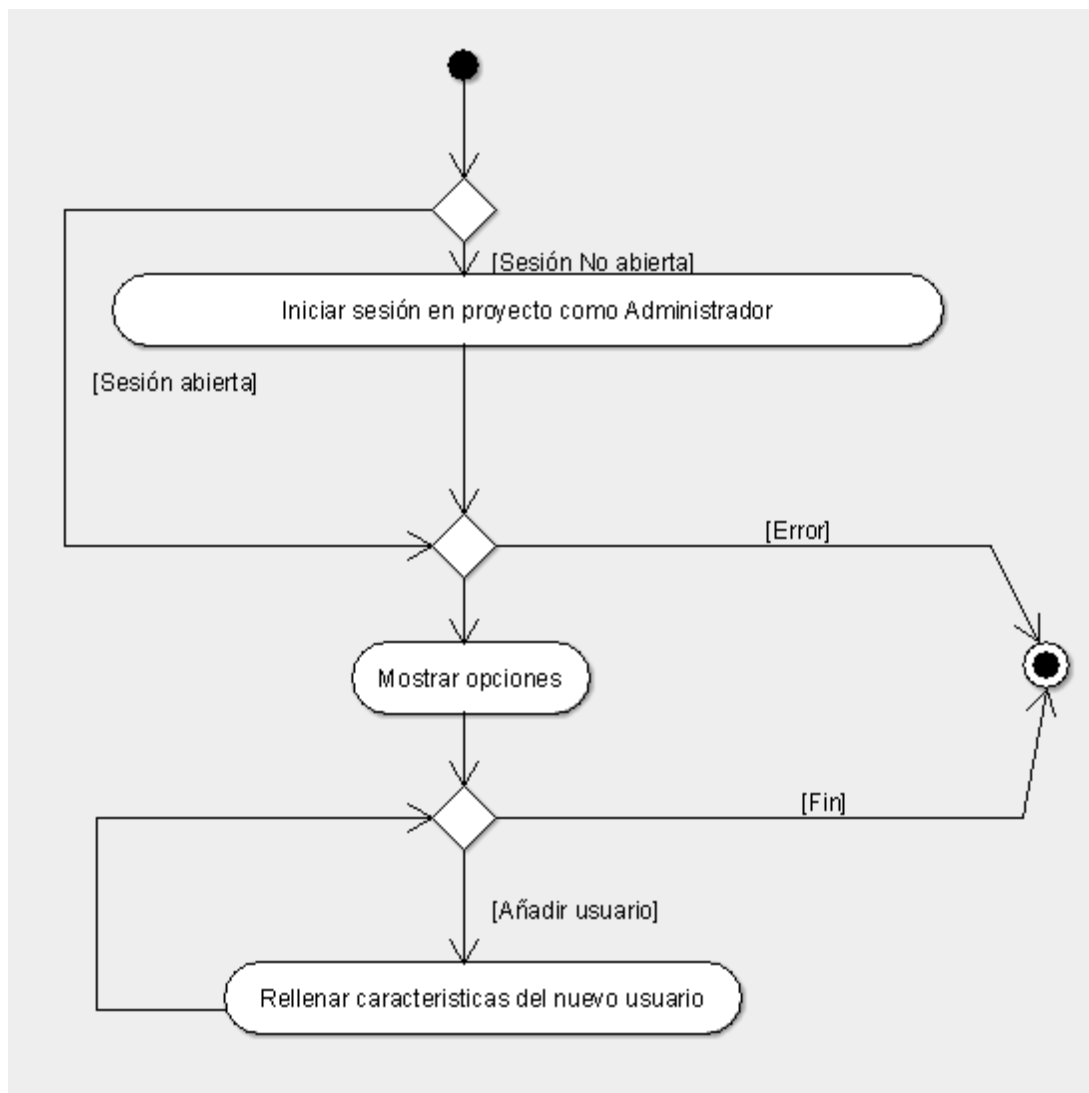 [Sesión No abierta]
Iniciar sesión en proyecto como Administrador
[Sesión abierta]
[Error]
Mostrar opciones
[Fin]
[Añadir usuario]
Rellenar caracteristicas del nuevo usuario